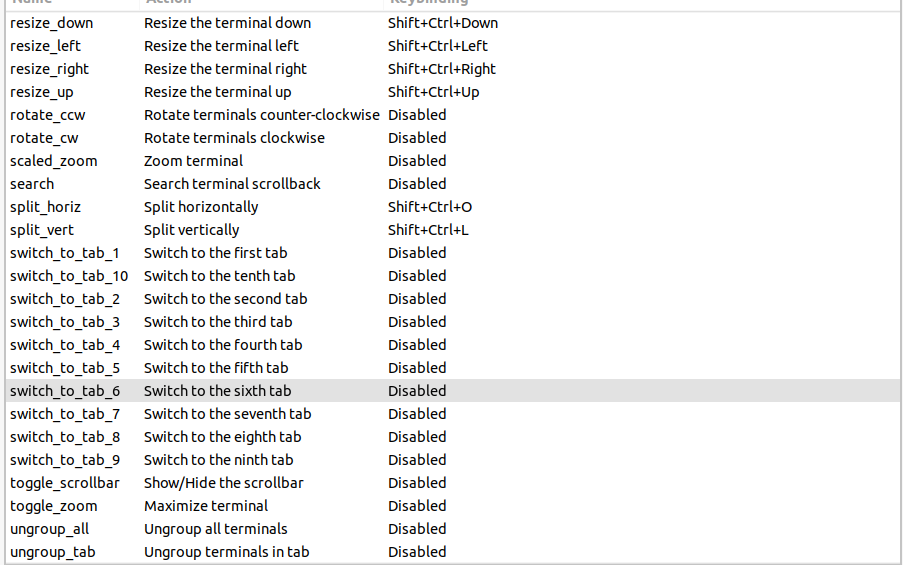 Name Action Keybinding
resize_down Resize the terminal down Shift+Ctrl+Down
resize_left Resize the terminal left Shift+Ctrl+Left
resize_right Resize the terminal right Shift+Ctrl+Right
resize_up Resize the terminal up Shift+Ctrl+Up
rotate_ccw Rotate terminals counter-clockwise Disabled
rotate_cw Rotate terminals clockwise Disabled
scaled_zoom Zoom terminal Disabled
search Search terminal scrollback Disabled
split_horiz Split horizontally Shift+Ctrl+O
split_vert Split vertically Shift+Ctrl+L
switch_to_tab_1 Switch to the first tab Disabled
switch_to_tab_10 Switch to the tenth tab Disabled
switch_to_tab_2 Switch to the second tab Disabled
switch_to_tab_3 Switch to the third tab Disabled
switch_to_tab_4 Switch to the fourth tab Disabled
switch_to_tab_5 Switch to the fifth tab Disabled
switch_to_tab_6 Switch to the sixth tab Disabled
switch_to_tab_7 Switch to the seventh tab Disabled
switch_to_tab_8 Switch to the eighth tab Disabled
switch_to_tab_9 Switch to the ninth tab Disabled
toggle_scrollbar Show/Hide the scrollbar Disabled
toggle_zoom Maximize terminal Disabled
ungroup_all Ungroup all terminals Disabled
ungroup_tab Ungroup terminals in tab Disabled